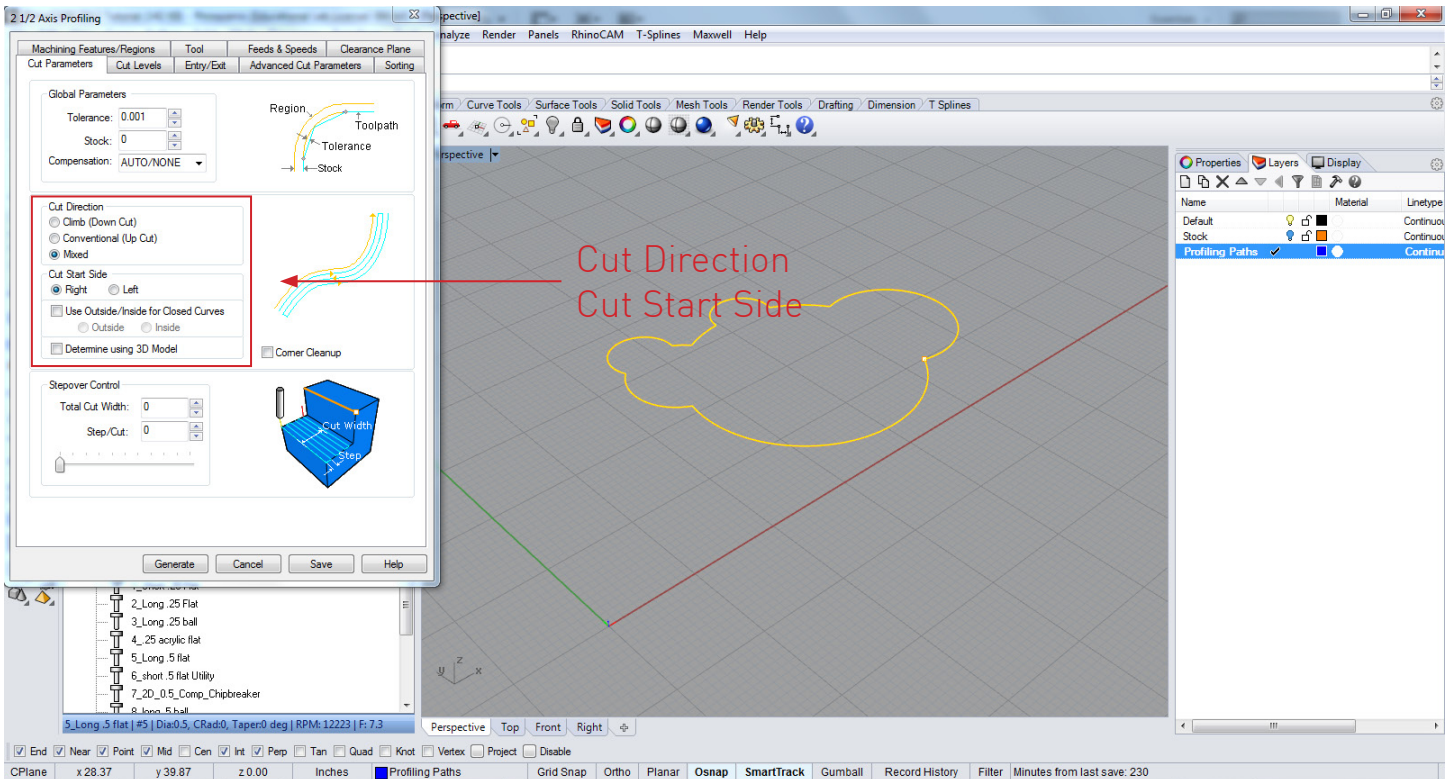 2 1/2 Axis Profiling
spective]
Machining Features/Regions Tool Feeds & Speeds Clearance Plane
Cut Parameters Cut Levels Entry/Exit Advanced Cut Parameters Sorting
Global Parameters
Tolerance: 0.001
Stock: 0
Compensation: AUTO/NONE
Region
Toolpath
Tolerance
Stock
Cut Direction
Climb (Down Cut)
Conventional (Up Cut)
Mixed
Cut Start Side
Right Left
Use Outside/Inside for Closed Curves
Outside Inside
Determine using 3D Model
Corner Cleanup
Stepover Control
Total Cut Width: 0
Step/Cut: 0
Cut Width
Step
Generate Cancel Save Help
nalyze Render Panels RhinoCAM T-Splines Maxwell Help
rm Curve Tools Surface Tools Solid Tools Mesh Tools Render Tools Drafting Dimension T Splines
rspective
Cut Direction
Cut Start Side
z
y x
Properties Layers Display
Name Material Linetype
Default Continuou
Stock Continuou
Profiling Paths Continu
2_Long .25 Flat
3_Long .25 ball
4_.25 acrylic flat
5_Long .5 flat
6_short .5 flat Utility
7_2D_0.5_Comp_Chipbreaker
8_long .5 ball
5_Long .5 flat | #5 | Dia:0.5, CRad:0, Taper:0 deg | RPM: 12223 | F: 7.3
Perspective Top Front Right
End Near Point Mid Cen Int Perp Tan Quad Knot Vertex Project Disable
CPlane x 28.37 y 39.87 z 0.00 Inches Profiling Paths Grid Snap Ortho Planar Osnap SmartTrack Gumball Record History Filter Minutes from last save: 230